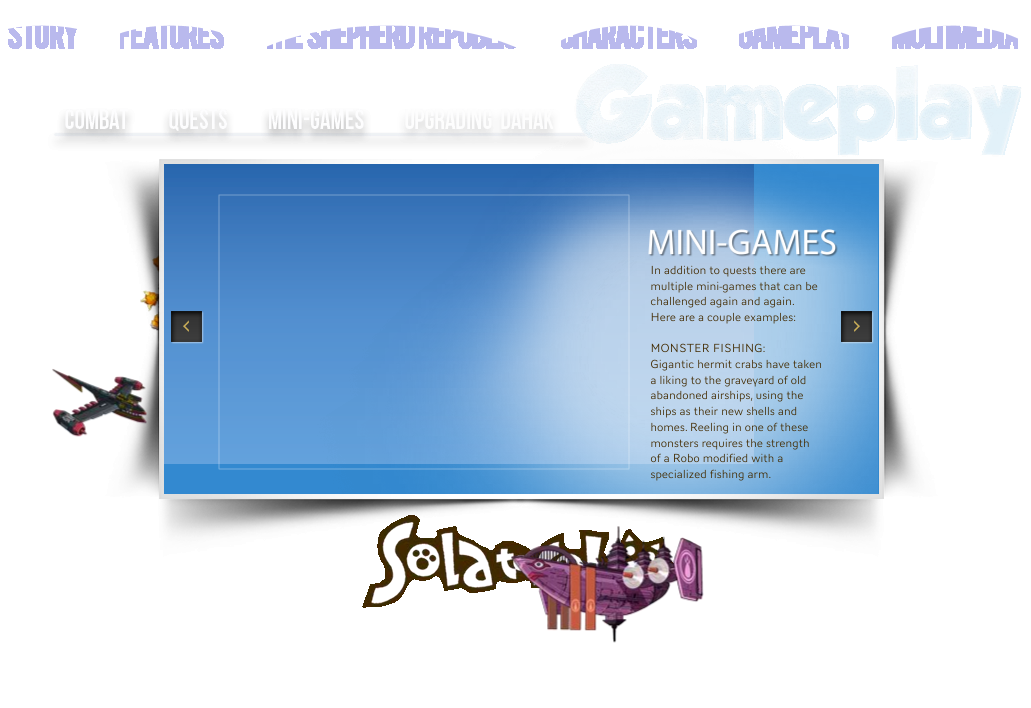 STORY FEATURES THE SHEPHERD REPUBLIC CHARACTERS GAMEPLAY MULTIMEDIA
Gameplay
COMBAT QUESTS MINI-GAMES UPGRADING DAHAK
MINI-GAMES
In addition to quests there are
multiple mini-games that can be
challenged again and again.
Here are a couple examples:
MONSTER FISHING:
Gigantic hermit crabs have taken
a liking to the graveyard of old
abandoned airships, using the
ships as their new shells and
homes. Reeling in one of these
monsters requires the strength
of a Robo modified with a
specialized fishing arm.